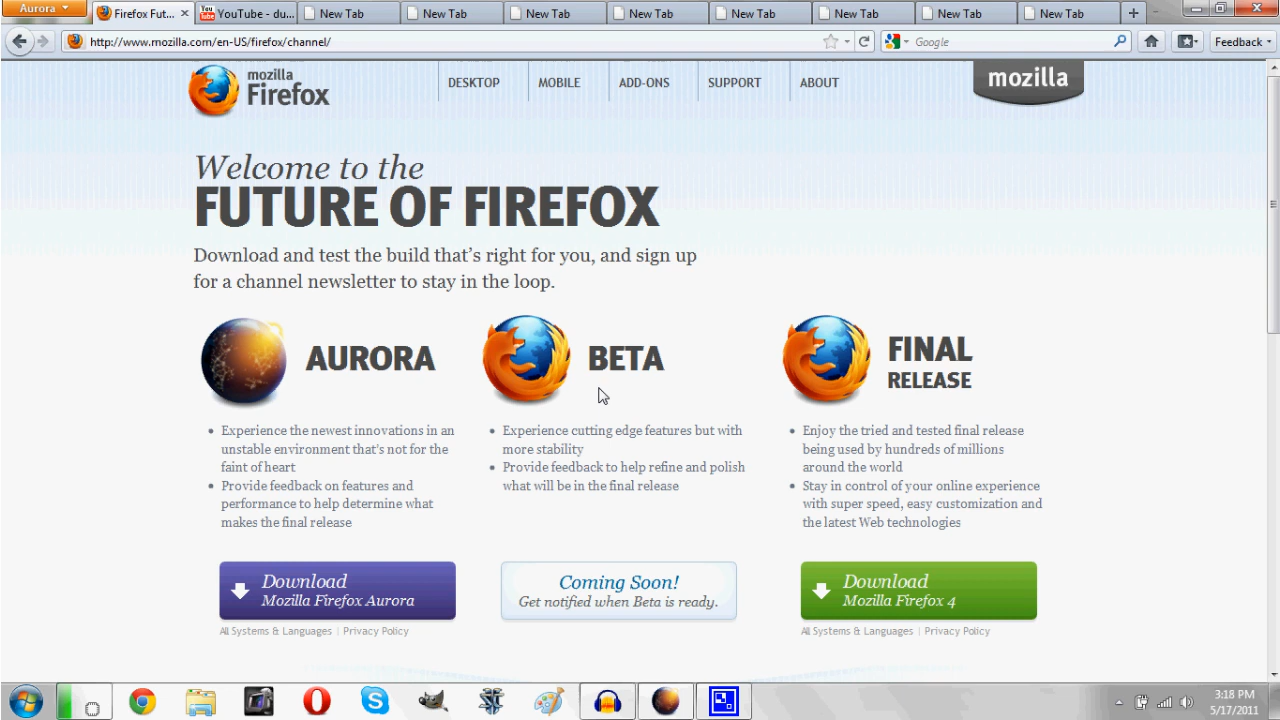 Aurora
Firefox Fut...
You Tube
YouTube - du...
New Tab
New Tab
New Tab
New Tab
New Tab
New Tab
New Tab
New Tab
http://www.mozilla.com/en-US/firefox/channel/
Google
Feedback
mozilla
Firefox
DESKTOP
MOBILE
ADD-ONS
SUPPORT
ABOUT
mozilla
Welcome to the
FUTURE OF FIREFOX
Download and test the build that's right for you, and sign up
for a channel newsletter to stay in the loop.
AURORA
Experience the newest innovations in an
unstable environment that's not for the
faint of heart
Provide feedback on features and
performance to help determine what
makes the final release
Download
Mozilla Firefox Aurora
All Systems & Languages | Privacy Policy
BETA
Experience cutting edge features but with
more stability
Provide feedback to help refine and polish
what will be in the final release
Coming Soon!
Get notified when Beta is ready.
FINAL
RELEASE
Enjoy the tried and tested final release
being used by hundreds of millions
around the world
Stay in control of your online experience
with super speed, easy customization and
the latest Web technologies
Download
Mozilla Firefox 4
All Systems & Languages | Privacy Policy
3:18 PM
5/17/2011